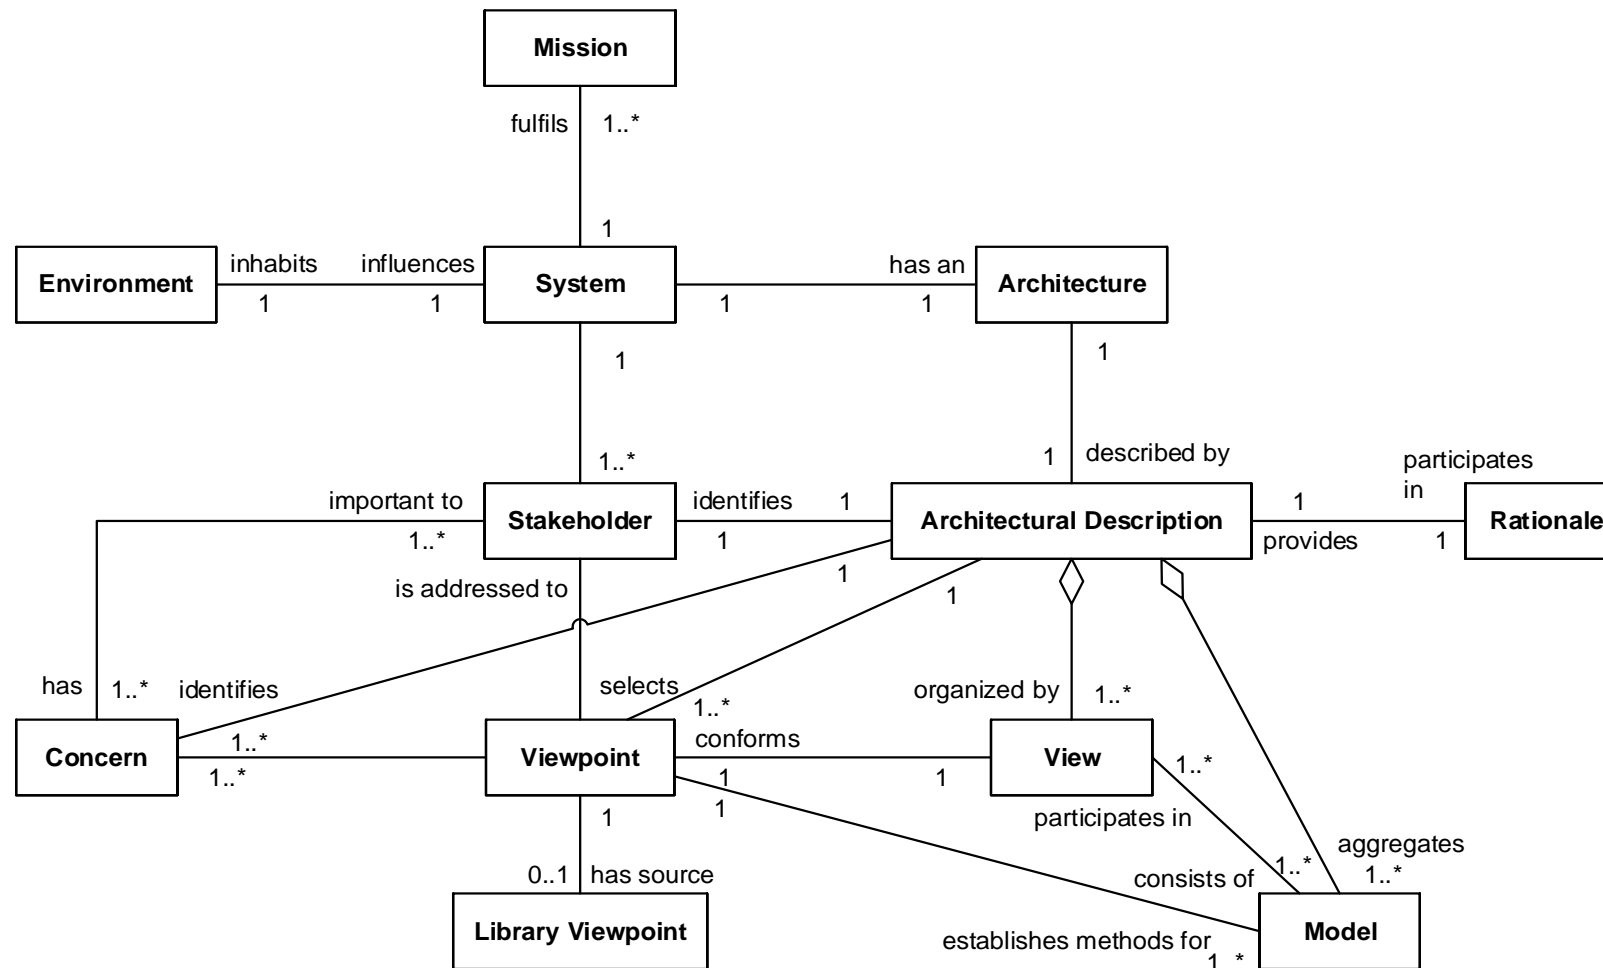 Mission
fulfils 1..*
1
inhabits influences
has an
Environment System Architecture
1 1 1 1
1 1
described by
1
1..*
participates
in
important to identifies 1 1
Stakeholder Architectural Description Rationale
1..* 1 provides 1
1
is addressed to 1
has 1..* identifies selects organized by 1..*
1..*
1..* conforms
Concern Viewpoint View
1..* 1 1 1..*
1 1
participates in
aggregates
0..1 has source consists of 1..* 1..*
Library Viewpoint Model
establishes methods for
1..*